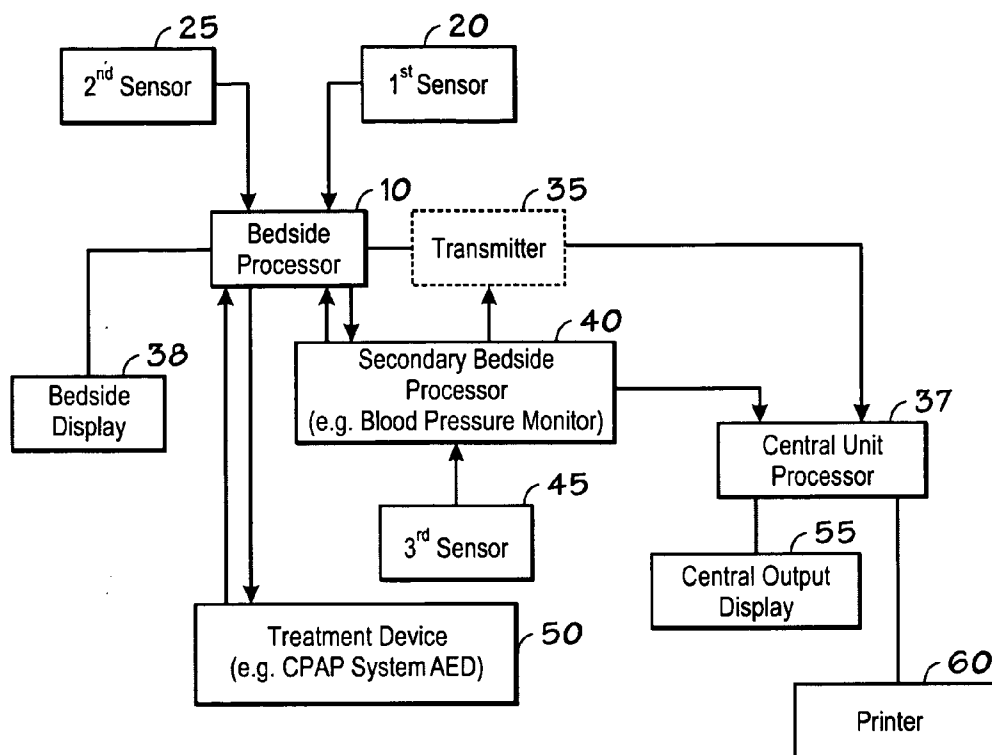 25
20
2nd Sensor
1st Sensor
10
35
Bedside
Processor
Transmitter
38
40
Bedside
Display
Secondary Bedside
Processor
(e.g. Blood Pressure Monitor)
37
Central Unit
Processor
45
3rd Sensor
55
Central Output
Display
50
Treatment Device
(e.g. CPAP System AED)
60
Printer